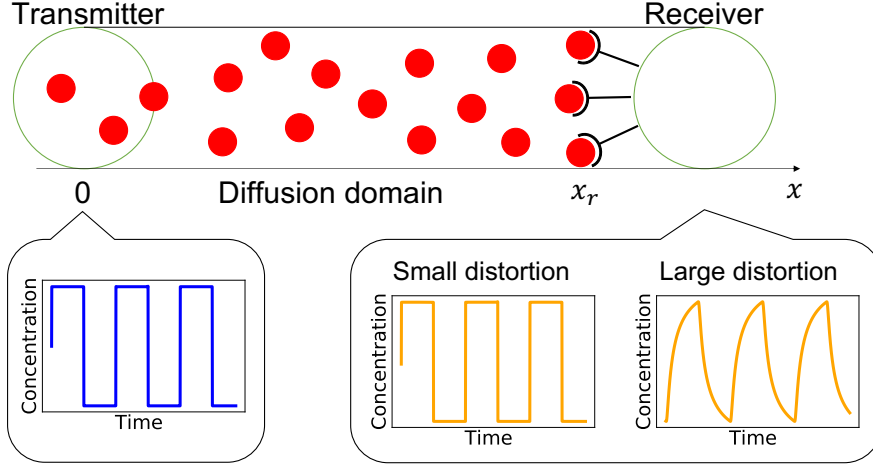 Transmitter
Receiver
0
Diffusion domain
x_r
x
Concentration
Time
Small distortion
Concentration
Time
Large distortion
Concentration
Time